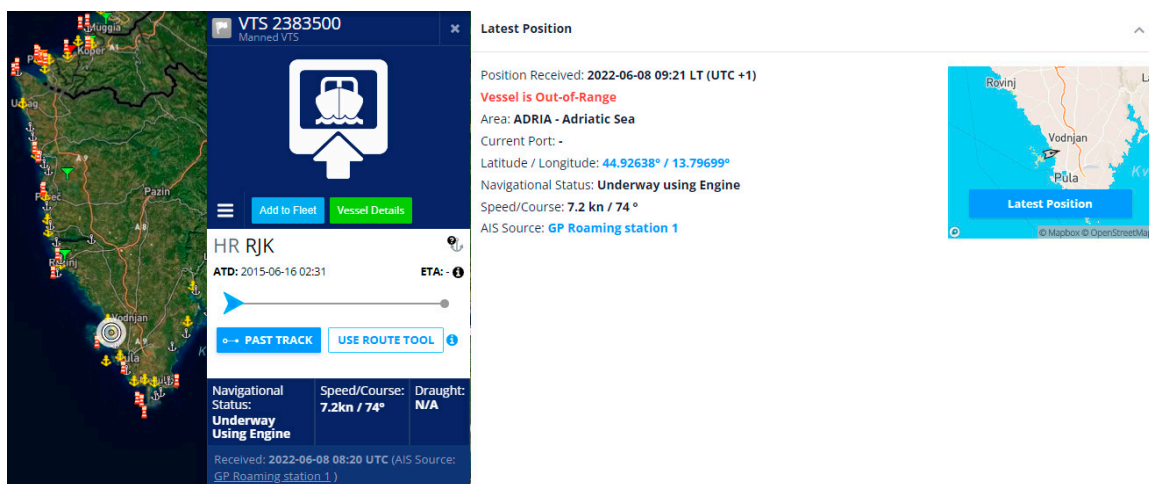 Muggia
Koper
A1
A 9
Pazin
A 8
Vodnjan
A 9
VTS 2383500
Manned VTS
Add to Fleet
Vessel Details
HR RJK
ATD: 2015-06-16 02:31
ETA: -
PAST TRACK
USE ROUTE TOOL
Navigational Status: Underway Using Engine
Speed/Course: 7.2kn / 74°
Draught: N/A
Received: 2022-06-08 08:20 UTC (AIS Source:
GP Roaming station 1 )
Latest Position
Position Received: 2022-06-08 09:21 LT (UTC +1)
Vessel is Out-of-Range
Area: ADRIA - Adriatic Sea
Current Port: -
Latitude / Longitude: 44.92638° / 13.79699°
Navigational Status: Underway using Engine
Speed/Course: 7.2 kn / 74 °
AIS Source: GP Roaming station 1
Rovinj
Vodnjan
Pula
Latest Position
© Mapbox © OpenStreetMap